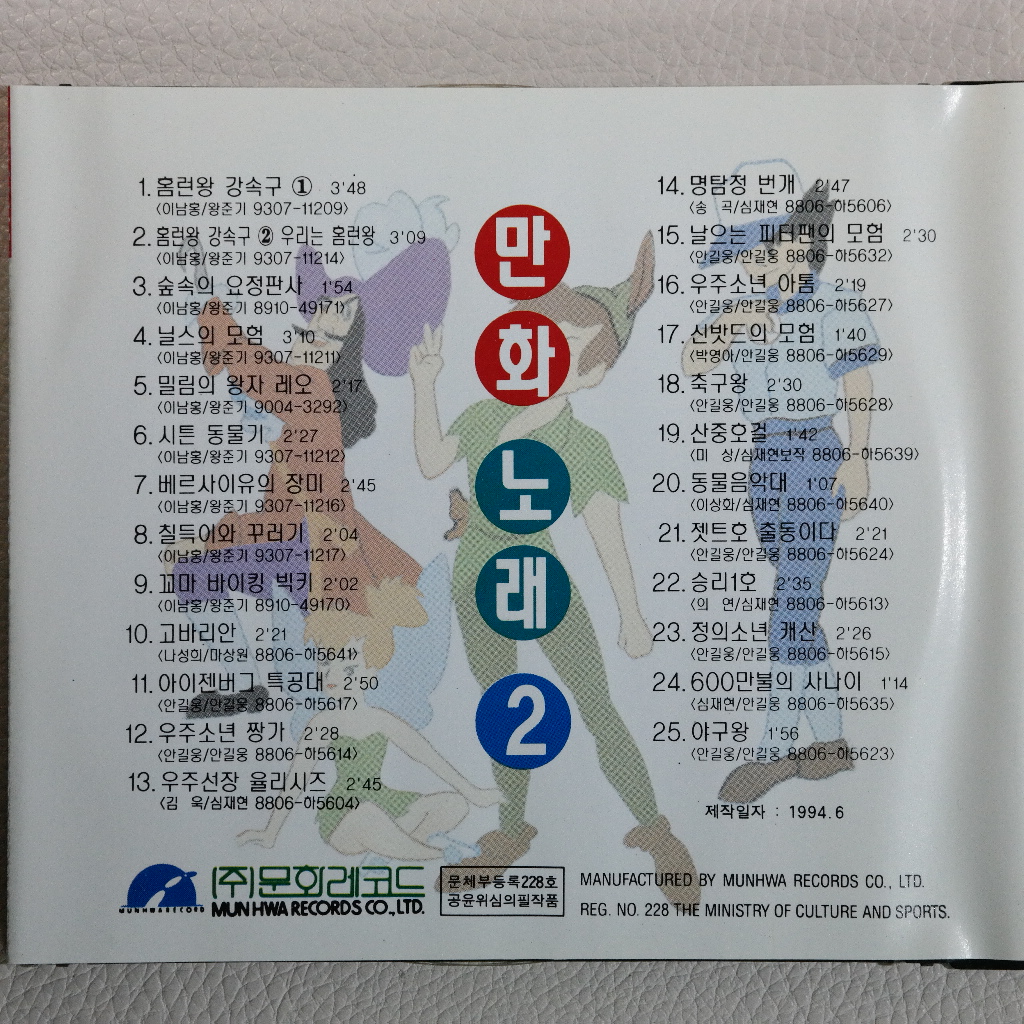 1. 홈런왕 강속구 ① 3'48
〈이남홍/왕준기 9307-11209〉
2. 홈런왕 강속구 ② 우리는 홈런왕 3'09
〈이남홍/왕준기 9307-11214〉
3. 숲속의 요정판사 1'54
〈이남홍/왕준기 8910-49171〉
4. 닐스의 모험 3'10
〈이남홍/왕준기 9307-11211〉
5. 밀림의 왕자 레오 2'17
〈이남홍/왕준기 9004-3292〉
6. 시튼 동물기 2'27
〈이남홍/왕준기 9307-11212〉
7. 베르사이유의 장미 2'45
〈이남홍/왕준기 9307-11216〉
8. 칠득이와 꾸러기 2'04
〈이남홍/왕준기 9307-11217〉
9. 꼬마 바이킹 빅키 2'02
〈이남홍/왕준기 8910-49170〉
10. 고바리안 2'21
〈나성희/마상원 8806-아5641〉
11. 아이젠버그 특공대 2'50
〈안길웅/안길웅 8806-아5617〉
12. 우주소년 짱가 2'28
〈안길웅/안길웅 8806-아5614〉
13. 우주선장 율리시즈 2'45
〈김 욱/심재현 8806-아5604〉
만
화
노
래
2
14. 명탐정 번개 2'47
〈송 곡/심재현 8806-아5606〉
15. 날으는 피터팬의 모험 2'30
〈안길웅/안길웅 8806-아5632〉
16. 우주소년 아톰 2'19
〈안길웅/안길웅 8806-아5627〉
17. 신밧드의 모험 1'40
〈박영아/안길웅 8806-아5629〉
18. 축구왕 2'30
〈안길웅/안길웅 8806-아5628〉
19. 산중호걸 1'42
〈미 상/심재현보작 8806-아5639〉
20. 동물음악대 1'07
〈이상화/심재현 8806-아5640〉
21. 젯트호 출동이다 2'21
〈안길웅/안길웅 8806-아5624〉
22. 승리1호 2'35
〈의 연/심재현 8806-아5613〉
23. 정의소년 캐산 2'26
〈안길웅/안길웅 8806-아5615〉
24. 600만불의 사나이 1'14
〈심재현/안길웅 8806-아5635〉
25. 야구왕 1'56
〈안길웅/안길웅 8806-아5623〉
제작일자 : 1994.6
MUNHWARECORD
(주)문화레코드
MUNHWA RECORDS CO.,LTD.
문체부등록228호
공윤위심의필작품
MANUFACTURED BY MUNHWA RECORDS CO., LTD.
REG. NO. 228 THE MINISTRY OF CULTURE AND SPORTS.